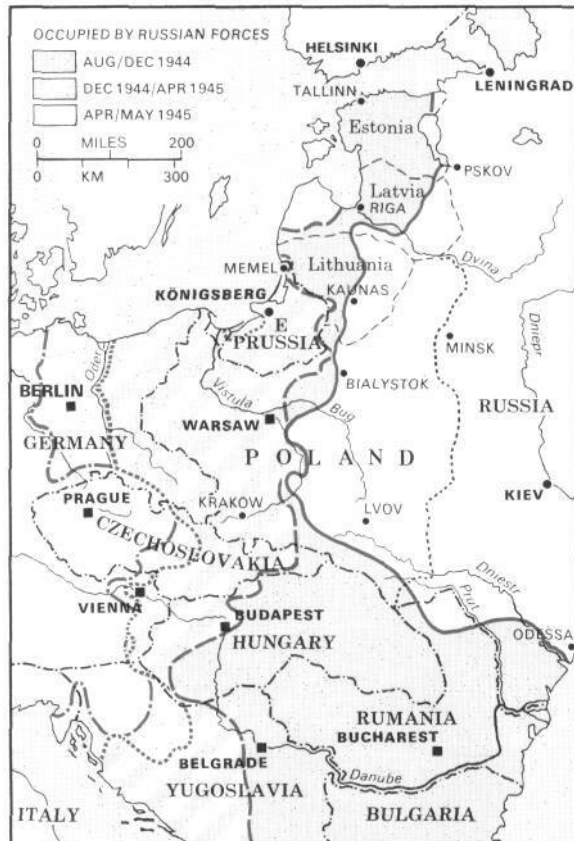 OCCUPIED BY RUSSIAN FORCES
AUG/DEC 1944
DEC 1944/APR 1945
APR/MAY 1945
0 MILES 200
0 KM 300
HELSINKI
LENINGRAD
TALLINN
Estonia
PSKOV
Latvia
RIGA
Dvina
Lithuania
MEMEL
KAUNAS
KÖNIGSBERG
E
PRUSSIA
MINSK
Dniepr
Oder
BIALYSTOK
BERLIN
Vistula
Bug
RUSSIA
WARSAW
GERMANY
POLAND
PRAGUE
KRAKOW
LVOV
KIEV
CZECHOSLOVAKIA
Dniestr
VIENNA
Prut
BUDAPEST
HUNGARY
ODESSA
RUMANIA
BUCHAREST
BELGRADE
YUGOSLAVIA
Danube
BULGARIA
ITALY